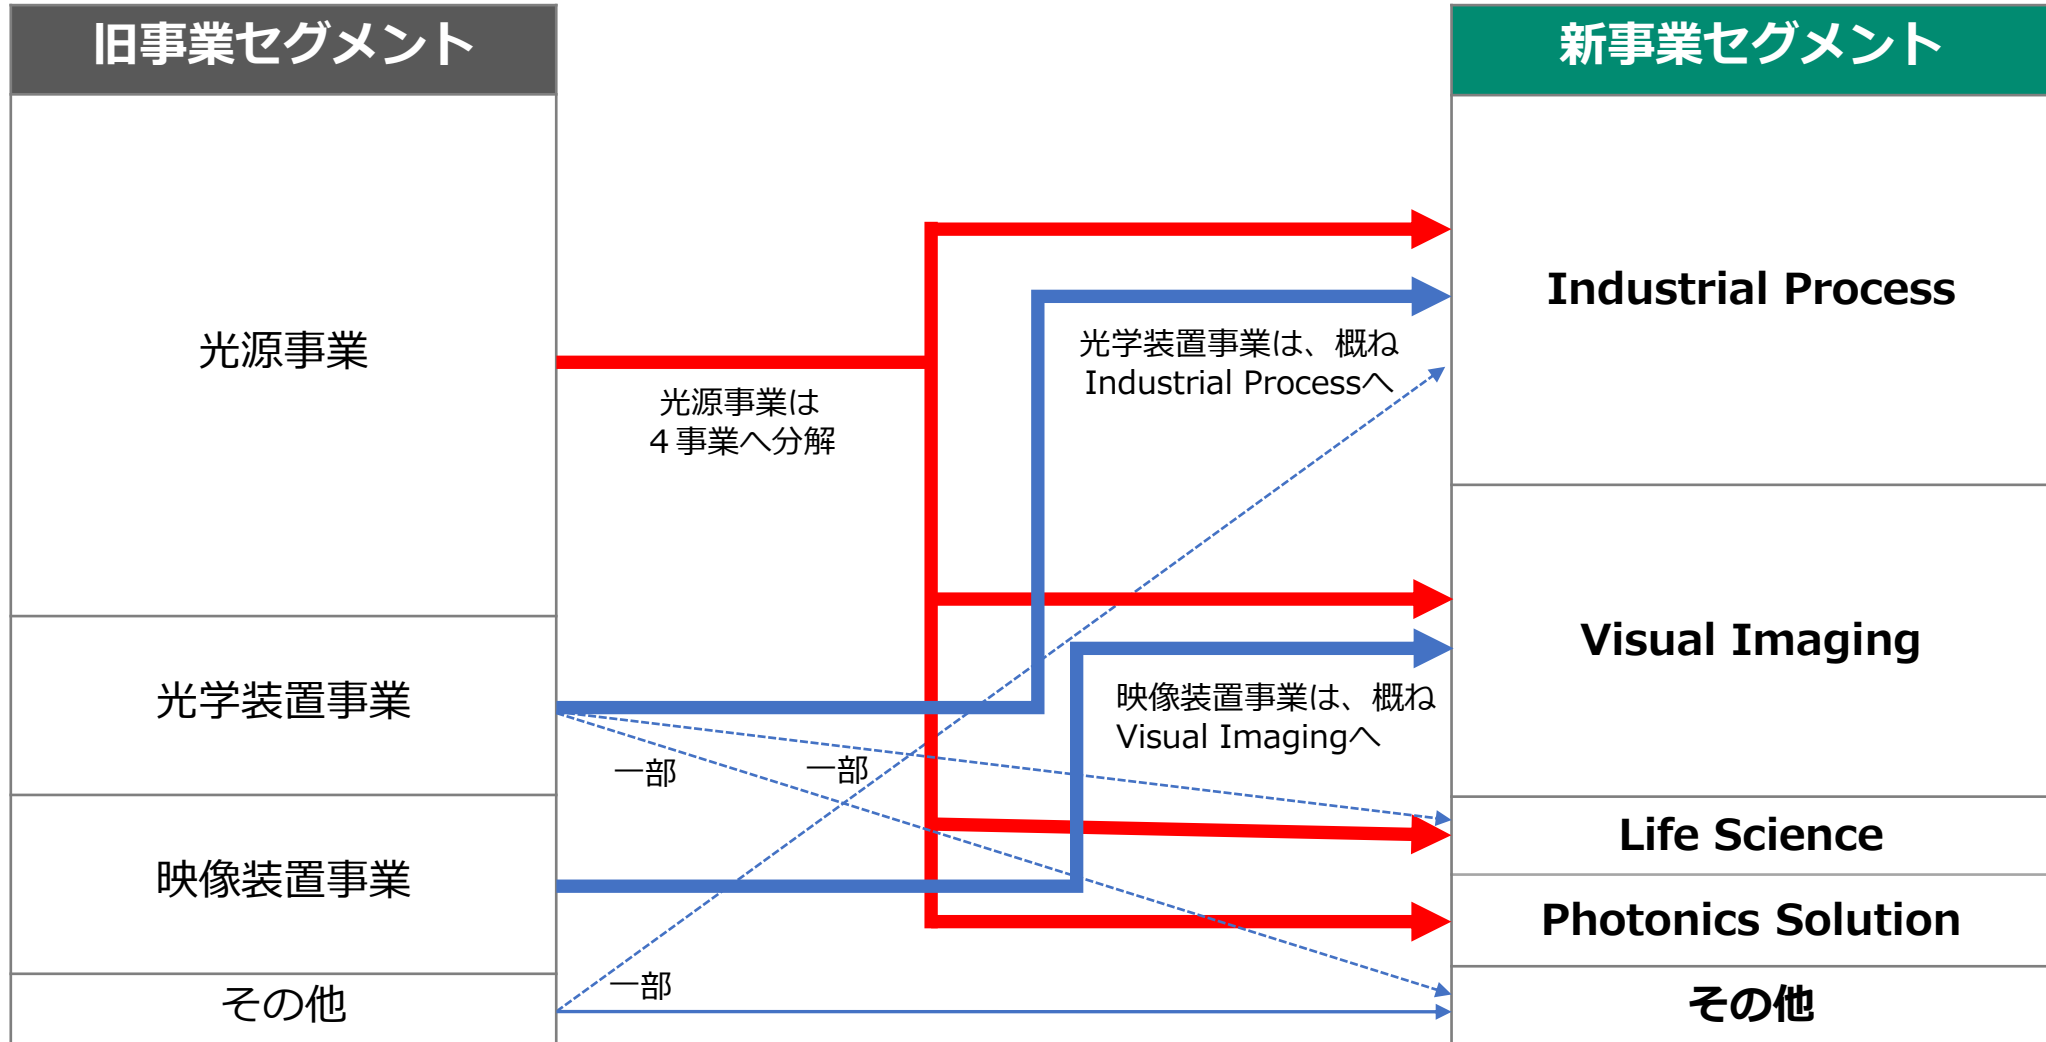 旧事業セグメント
新事業セグメント
光源事業
光学装置事業
映像装置事業
その他
光源事業は
４事業へ分解
光学装置事業は、概ね
Industrial Processへ
映像装置事業は、概ね
Visual Imagingへ
一部
一部
一部
Industrial Process
Visual Imaging
Life Science
Photonics Solution
その他